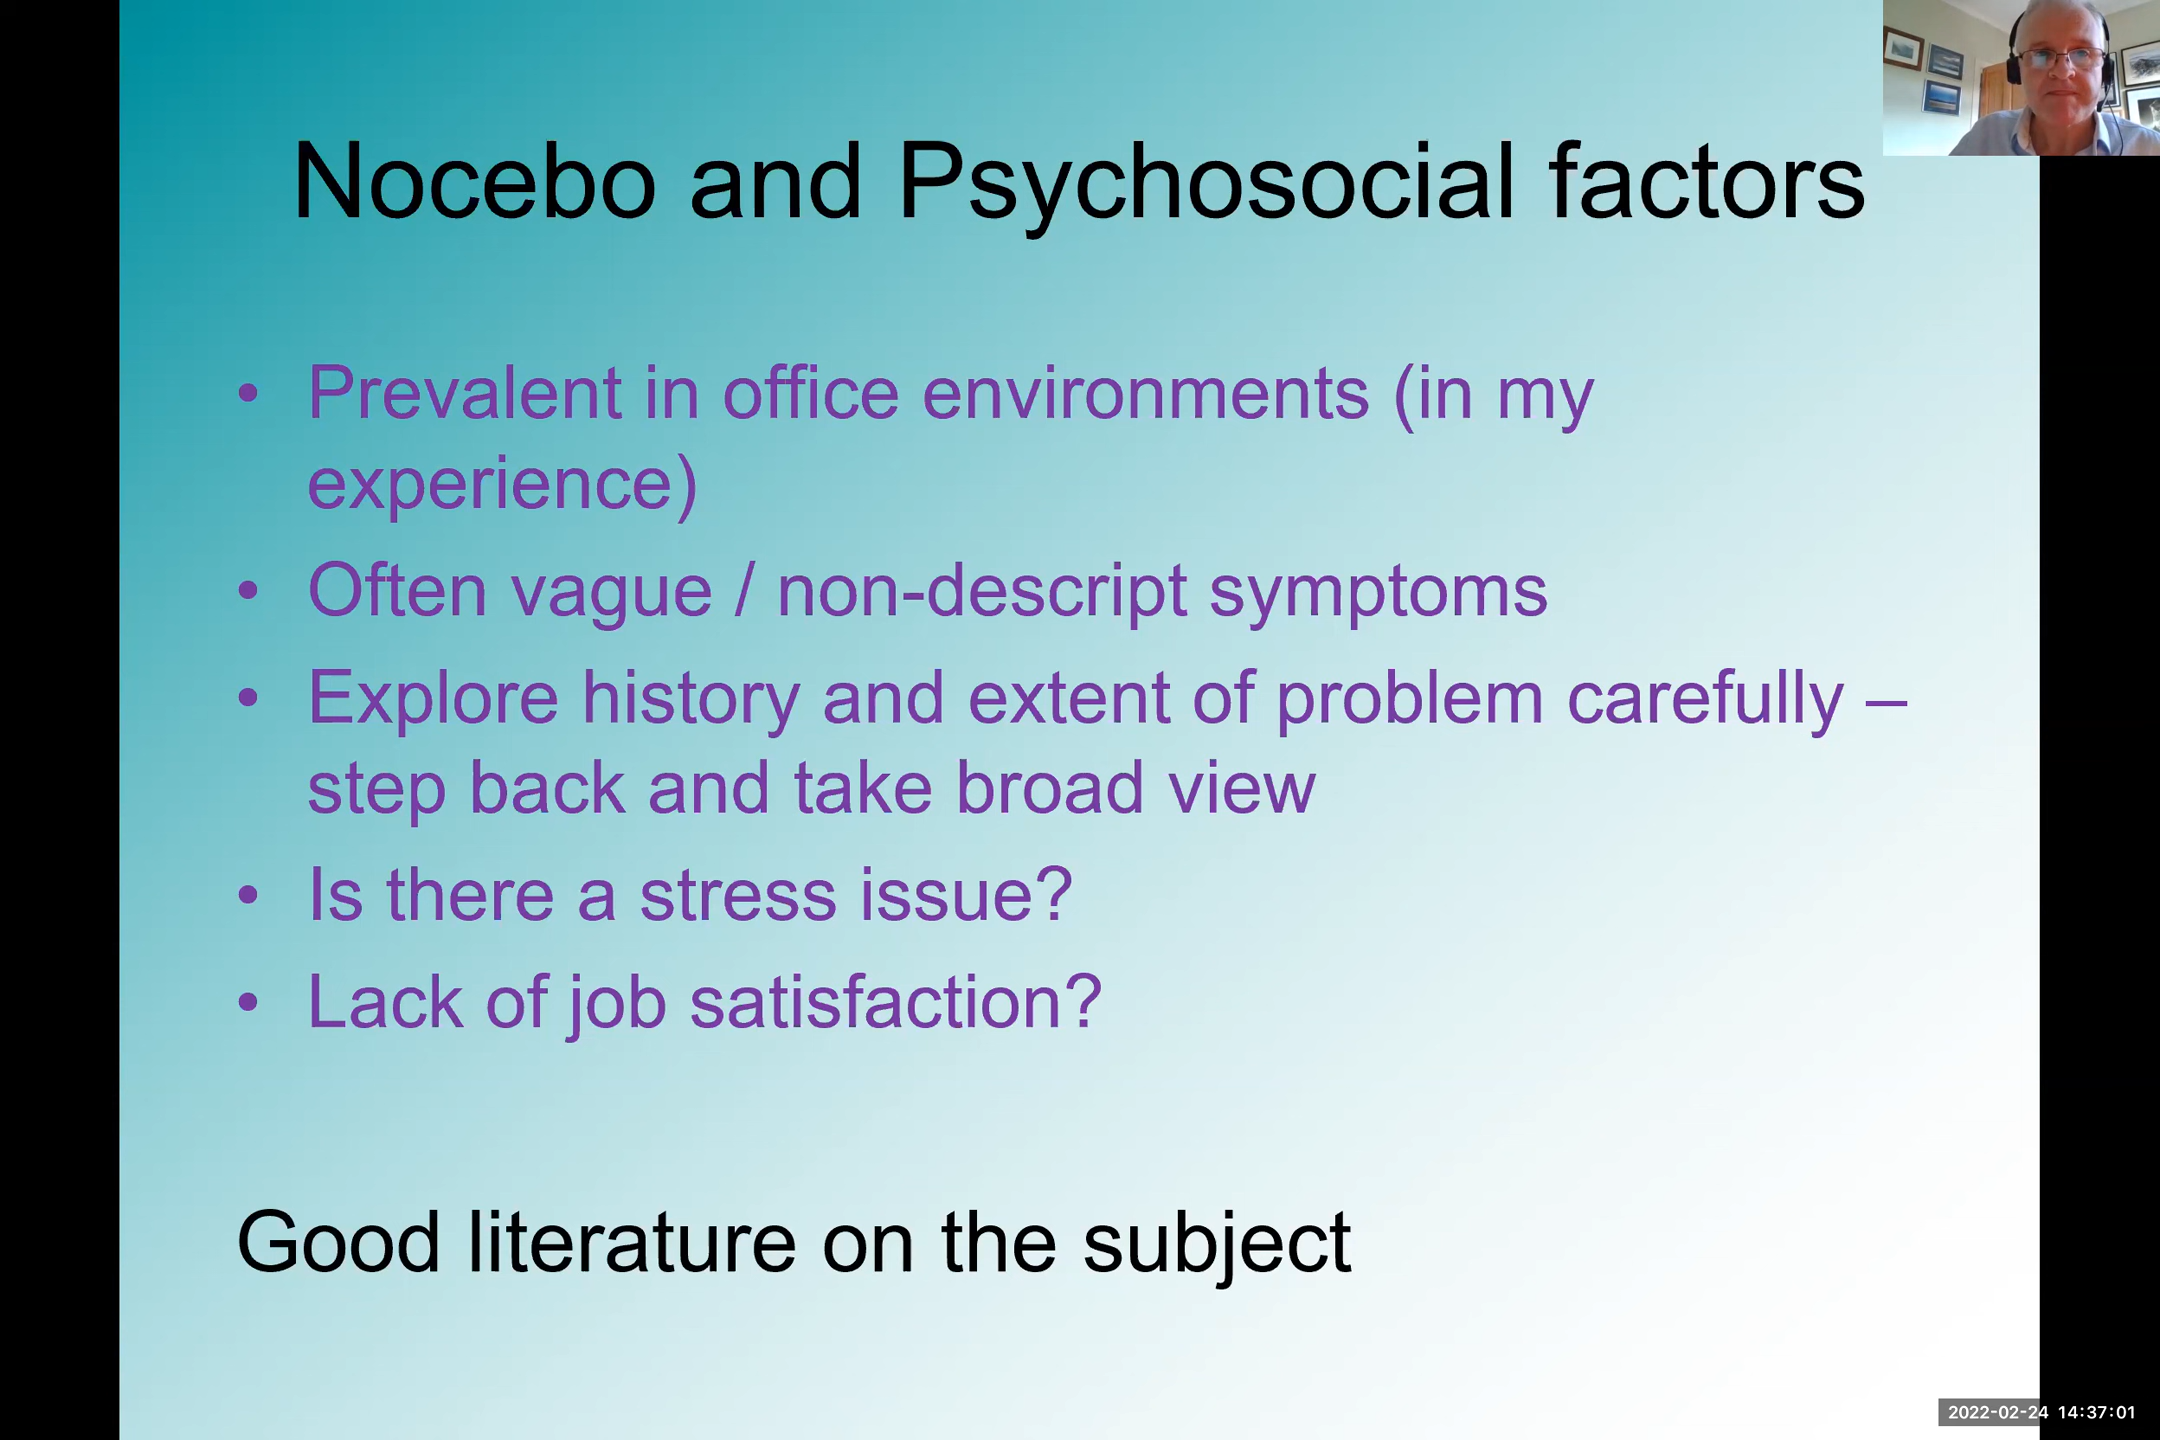 Nocebo and Psychosocial factors
• Prevalent in office environments (in my
experience)
• Often vague / non-descript symptoms
• Explore history and extent of problem carefully –
step back and take broad view
• Is there a stress issue?
• Lack of job satisfaction?
Good literature on the subject
2022-02-24 14:37:01